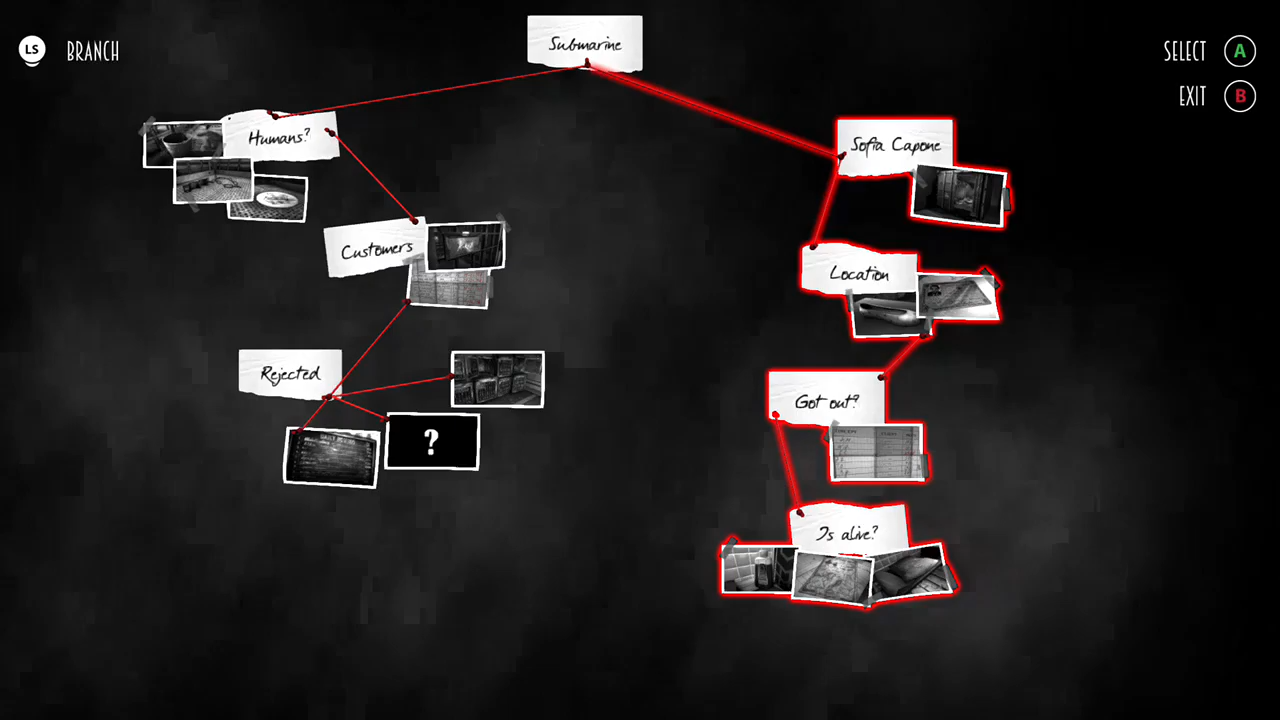 Submarine
LS BRANCH
SELECT A
EXIT B
Humans?
Sofia Capone
Customers
Location
Rejected
Got out?
?
Is alive?